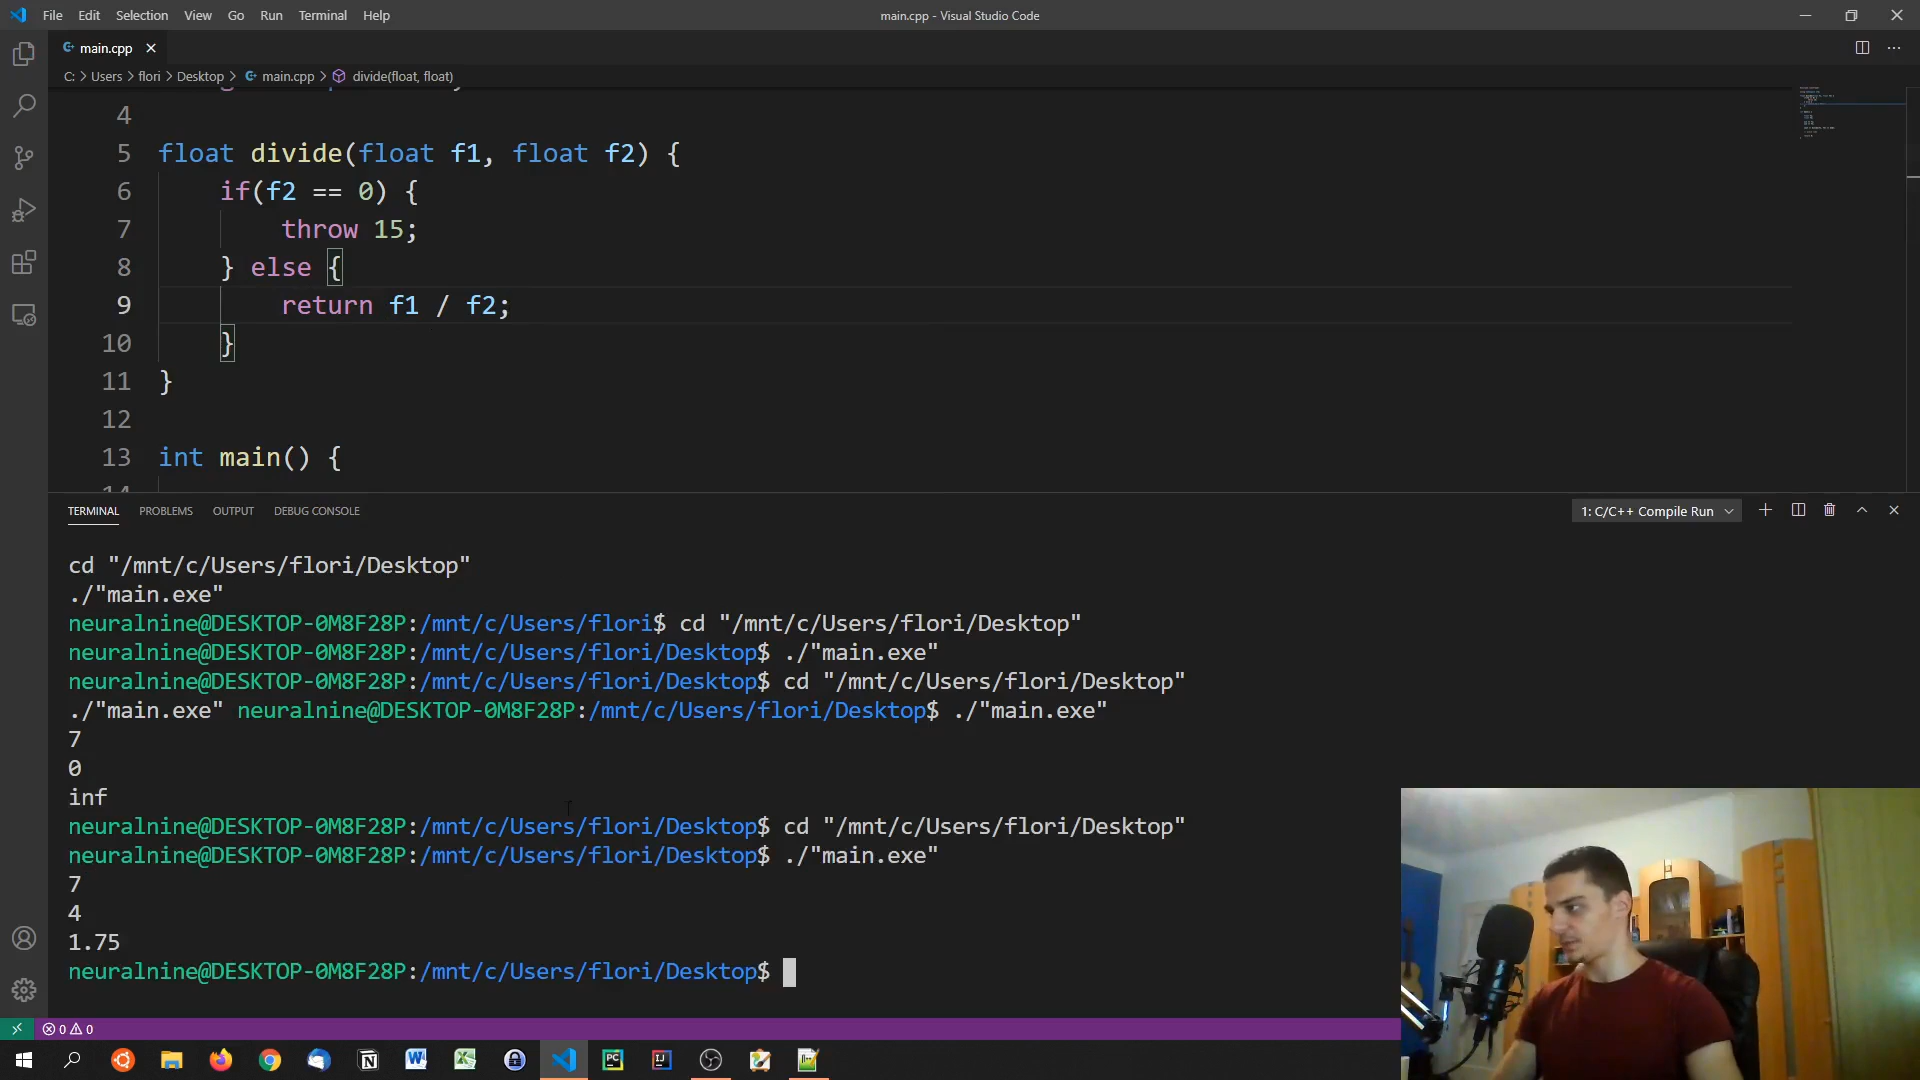 File Edit Selection View Go Run Terminal Help
main.cpp - Visual Studio Code
main.cpp
C: > Users > flori > Desktop > main.cpp > divide(float, float)
4
5 float divide(float f1, float f2) {
6 if(f2 == 0) {
7 throw 15;
8 } else {
9 return f1 / f2;
10 }
11 }
12
13 int main() {
14
TERMINAL PROBLEMS OUTPUT DEBUG CONSOLE
1: C/C++ Compile Run
cd "/mnt/c/Users/flori/Desktop"
./"main.exe"
neuralnine@DESKTOP-0M8F28P:/mnt/c/Users/flori$ cd "/mnt/c/Users/flori/Desktop"
neuralnine@DESKTOP-0M8F28P:/mnt/c/Users/flori/Desktop$ ./"main.exe"
neuralnine@DESKTOP-0M8F28P:/mnt/c/Users/flori/Desktop$ cd "/mnt/c/Users/flori/Desktop"
./"main.exe" neuralnine@DESKTOP-0M8F28P:/mnt/c/Users/flori/Desktop$ ./"main.exe"
7
0
inf
neuralnine@DESKTOP-0M8F28P:/mnt/c/Users/flori/Desktop$ cd "/mnt/c/Users/flori/Desktop"
neuralnine@DESKTOP-0M8F28P:/mnt/c/Users/flori/Desktop$ ./"main.exe"
7
4
1.75
neuralnine@DESKTOP-0M8F28P:/mnt/c/Users/flori/Desktop$
0 0